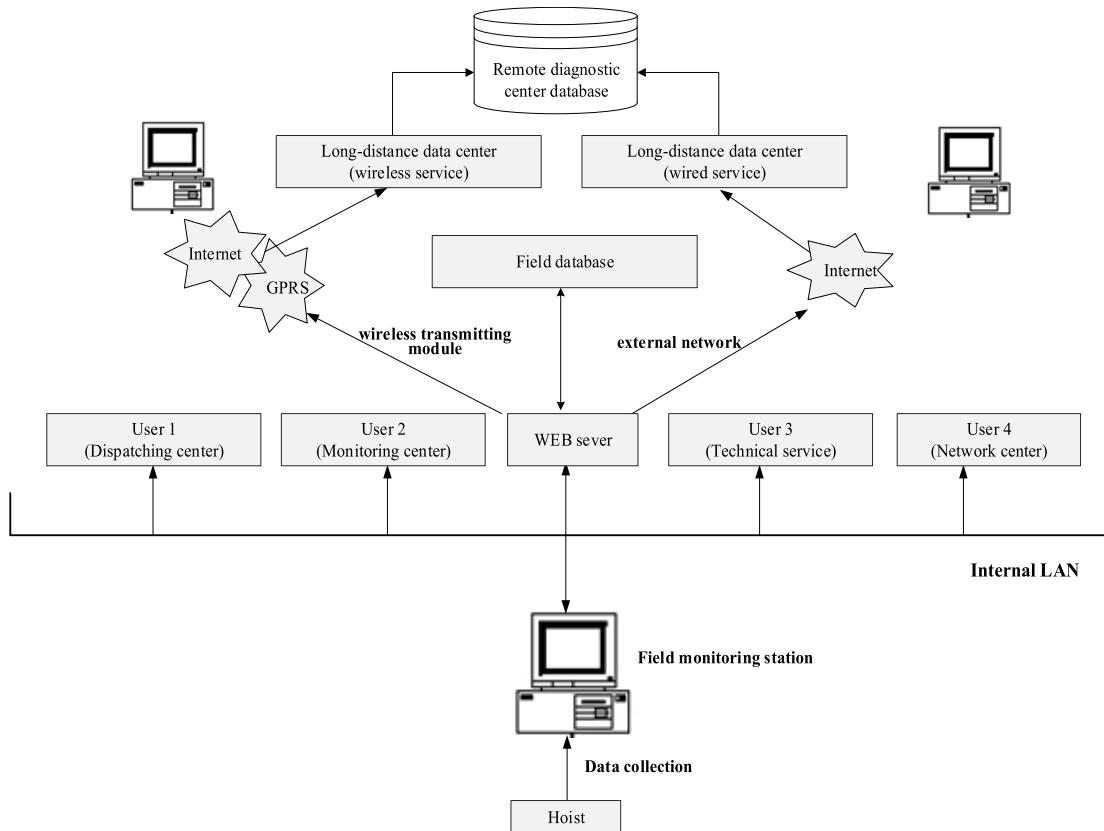 Remote diagnostic
center database
Long-distance data center
(wireless service)
Long-distance data center
(wired service)
Internet
GPRS
Field database
Internet
wireless transmitting
module
external network
User 1
(Dispatching center)
User 2
(Monitoring center)
WEB sever
User 3
(Technical service)
User 4
(Network center)
Internal LAN
Field monitoring station
Data collection
Hoist